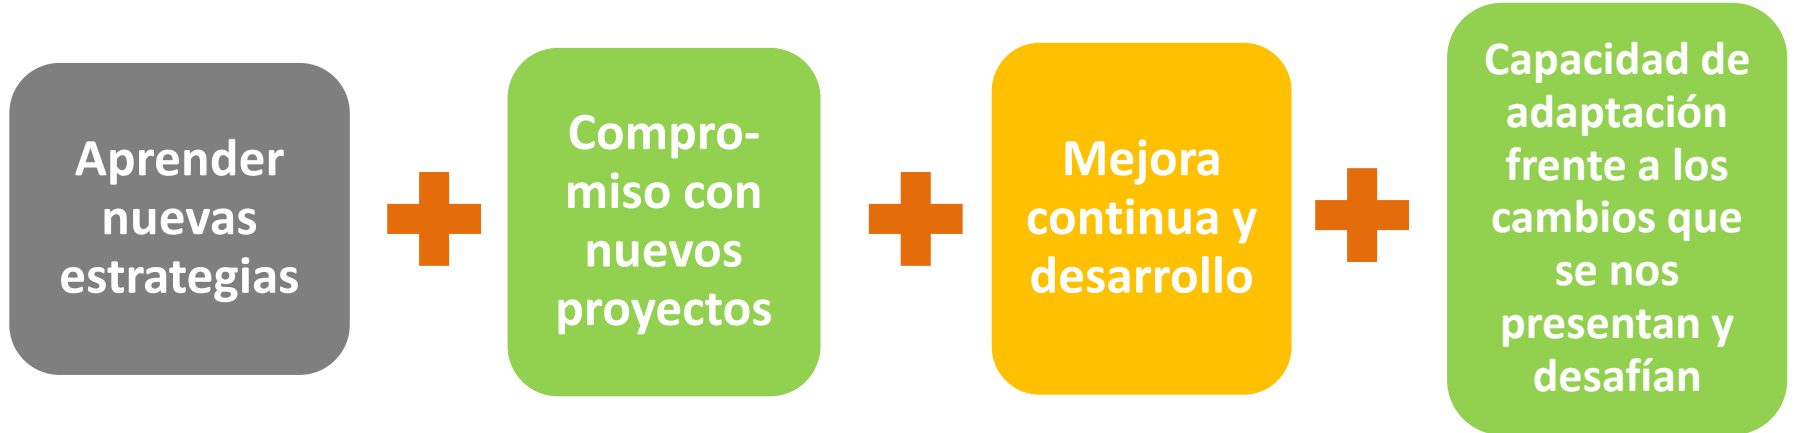 Aprender
nuevas
estrategias
Compro-
miso con
nuevos
proyectos
Mejora
continua y
desarrollo
Capacidad de
adaptación
frente a los
cambios que
se nos
presentan y
desafían